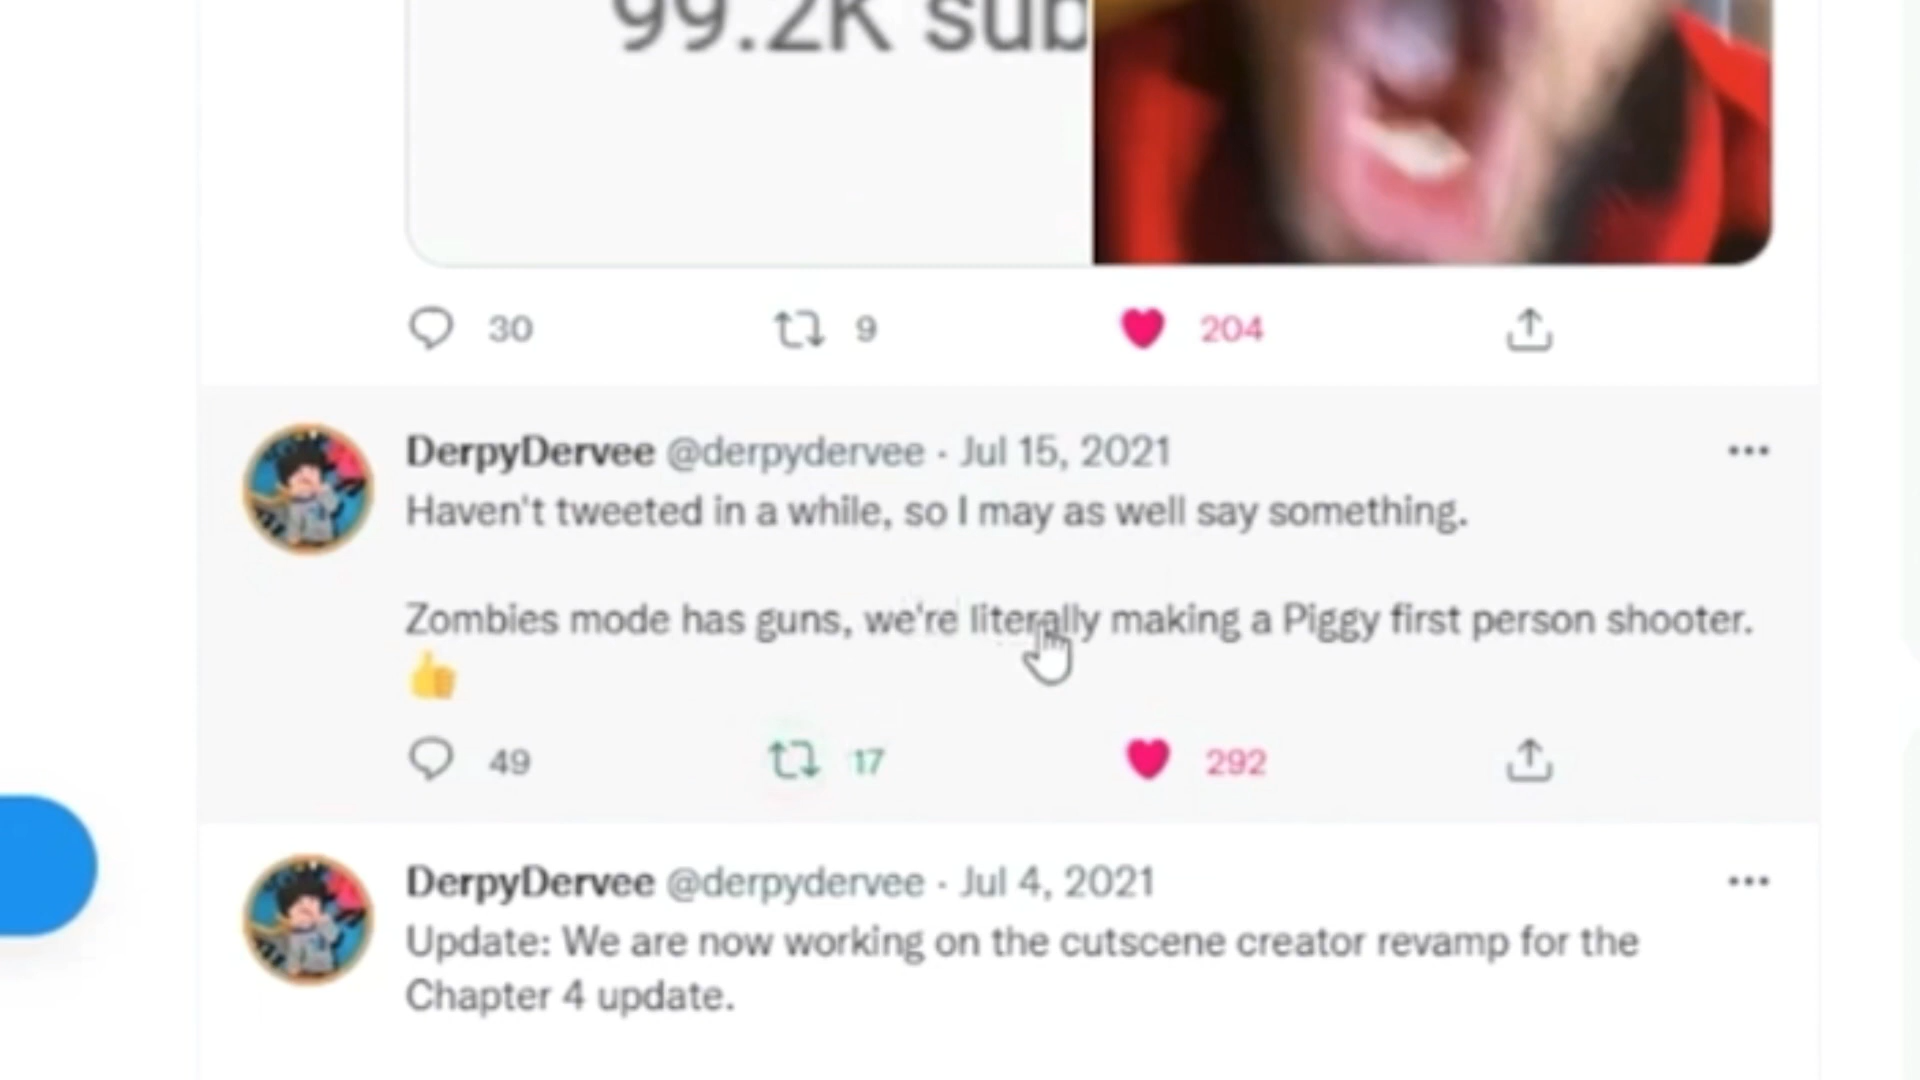 99.2K sub
30 9 204
DerpyDervee @derpydervee · Jul 15, 2021
Haven't tweeted in a while, so I may as well say something.
Zombies mode has guns, we're literally making a Piggy first person shooter.
👍
49 17 292
DerpyDervee @derpydervee · Jul 4, 2021
Update: We are now working on the cutscene creator revamp for the
Chapter 4 update.